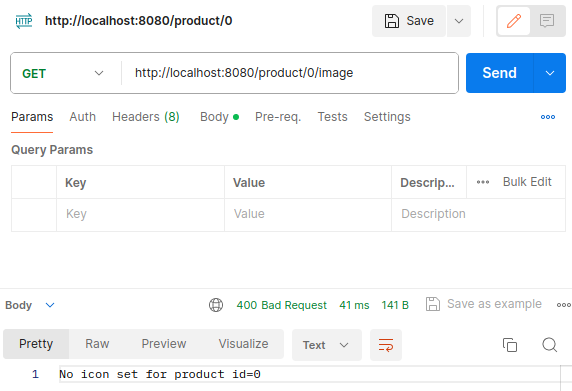 HTTP http://localhost:8080/product/0 Save
GET http://localhost:8080/product/0/image Send
Params Auth Headers (8) Body Pre-req. Tests Settings
Query Params
Key Value Descrip... Bulk Edit
Key Value Description
Body 400 Bad Request 41 ms 141 B Save as example
Pretty Raw Preview Visualize Text
1 No icon set for product id=0